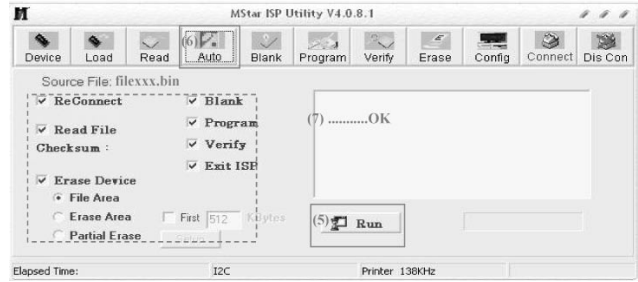 MStar ISP Utility V4.0.8.1
(6)
Device Load Read Auto Blank Program Verify Erase Config Connect Dis Con
Source File: filexxx.bin
ReConnect Blank
Read File Program
Checksum : Verify
Exit ISP
Erase Device
File Area
Erase Area First 512 KBytes
Partial Erase
(7) ...........OK
(5) Run
Elapsed Time: I2C Printer 138KHz